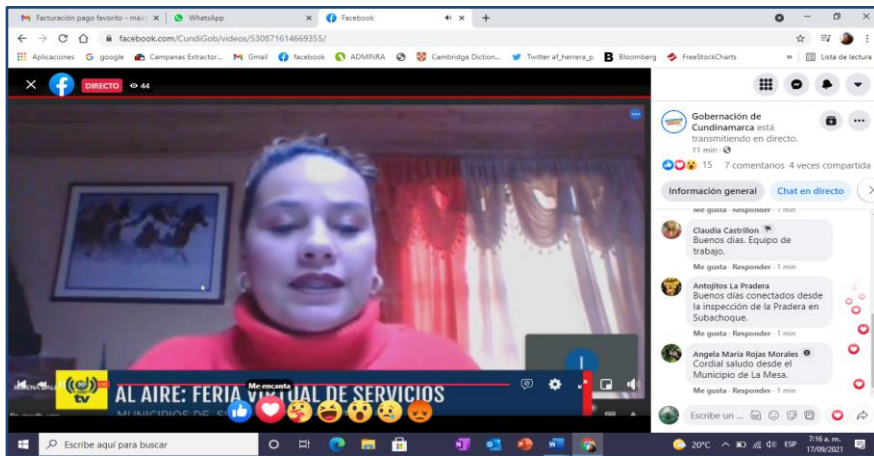 Facturación pago favorito - mair
WhatsApp
Facebook
facebook.com/CundiGob/videos/530871614669355/
Aplicaciones
google
Campanas Extractor...
Gmail
facebook
ADMINRA
Cambridge Diction...
Twitter af_herrera_p
Bloomberg
FreeStockCharts
Lista de lectura
DIRECTO
44
Gobernación de
Cundinamarca está
transmitiendo en directo.
11 min
15 7 comentarios 4 veces compartida
Información general
Chat en directo
Me gusta · Responder · 1 min
Claudia Castrillon
Buenos dias. Equipo de
trabajo.
Me gusta · Responder · 1 min
Antojitos La Pradera
Buenos días conectados desde
la inspección de la Pradera en
Subachoque.
Me gusta · Responder · 1 min
Angela Maria Rojas Morales
Cordial saludo desde el
Municipio de La Mesa.
Me gusta · Responder · 1 min
Escribe un ...
tv
Me encanta
AL AIRE: FERIA VIRTUAL DE SERVICIOS
MUNICIPIOS DE
Escribe aquí para buscar
20°C
ESP
7:16 a. m.
17/09/2021